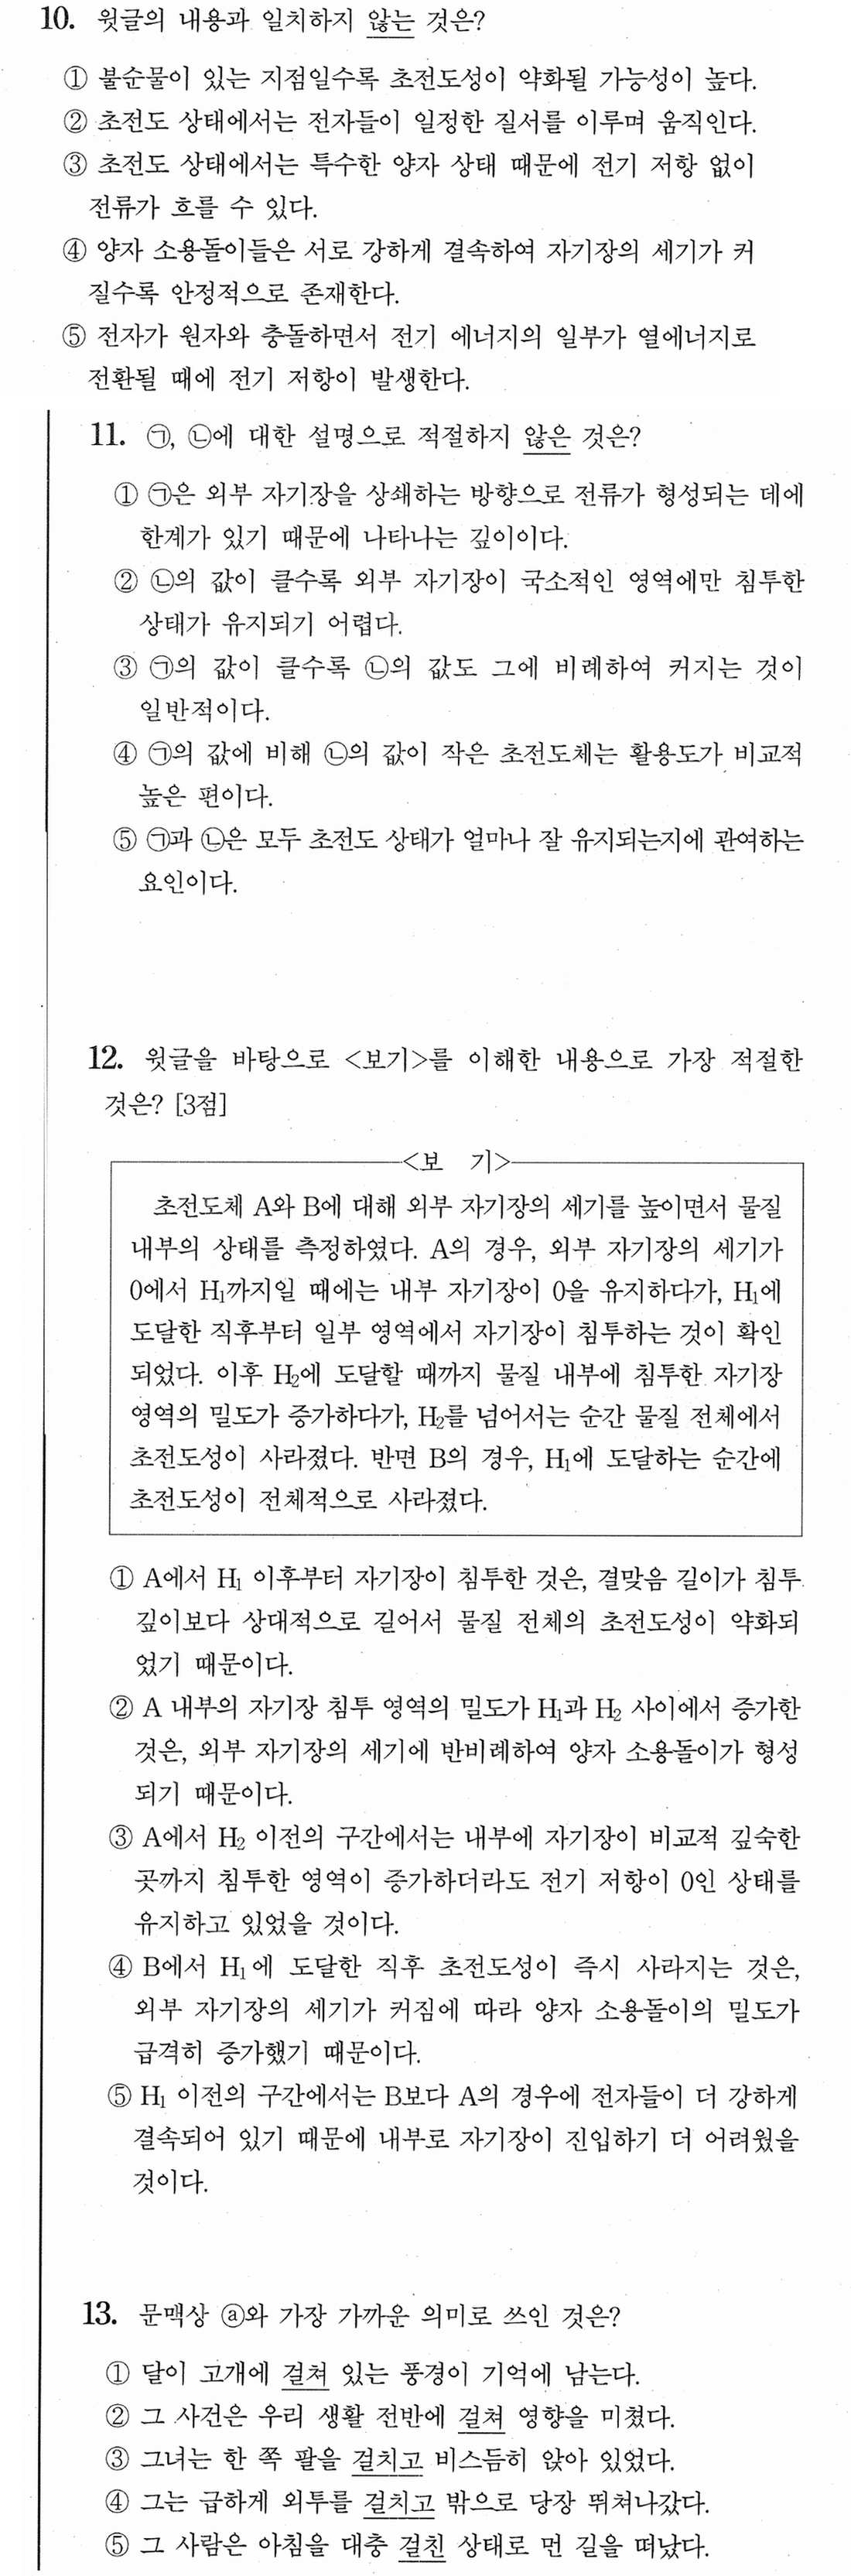 10. 윗글의 내용과 일치하지 않는 것은?
① 불순물이 있는 지점일수록 초전도성이 약화될 가능성이 높다.
② 초전도 상태에서는 전자들이 일정한 질서를 이루며 움직인다.
③ 초전도 상태에서는 특수한 양자 상태 때문에 전기 저항 없이
전류가 흐를 수 있다.
④ 양자 소용돌이들은 서로 강하게 결속하여 자기장의 세기가 커
질수록 안정적으로 존재한다.
⑤ 전자가 원자와 충돌하면서 전기 에너지의 일부가 열에너지로
전환될 때에 전기 저항이 발생한다.
11. ㉠, ㉡에 대한 설명으로 적절하지 않은 것은?
① ㉠은 외부 자기장을 상쇄하는 방향으로 전류가 형성되는 데에
한계가 있기 때문에 나타나는 깊이이다.
② ㉡의 값이 클수록 외부 자기장이 국소적인 영역에만 침투한
상태가 유지되기 어렵다.
③ ㉠의 값이 클수록 ㉡의 값도 그에 비례하여 커지는 것이
일반적이다.
④ ㉠의 값에 비해 ㉡의 값이 작은 초전도체는 활용도가 비교적
높은 편이다.
⑤ ㉠과 ㉡은 모두 초전도 상태가 얼마나 잘 유지되는지에 관여하는
요인이다.
12. 윗글을 바탕으로 <보기>를 이해한 내용으로 가장 적절한
것은? [3점]
<보 기>
초전도체 A와 B에 대해 외부 자기장의 세기를 높이면서 물질
내부의 상태를 측정하였다. A의 경우, 외부 자기장의 세기가
0에서 H₁까지일 때에는 내부 자기장이 0을 유지하다가, H₁에
도달한 직후부터 일부 영역에서 자기장이 침투하는 것이 확인
되었다. 이후 H₂에 도달할 때까지 물질 내부에 침투한 자기장
영역의 밀도가 증가하다가, H₂를 넘어서는 순간 물질 전체에서
초전도성이 사라졌다. 반면 B의 경우, H₁에 도달하는 순간에
초전도성이 전체적으로 사라졌다.
① A에서 H₁ 이후부터 자기장이 침투한 것은, 결맞음 길이가 침투
깊이보다 상대적으로 길어서 물질 전체의 초전도성이 약화되
었기 때문이다.
② A 내부의 자기장 침투 영역의 밀도가 H₁과 H₂ 사이에서 증가한
것은, 외부 자기장의 세기에 반비례하여 양자 소용돌이가 형성
되기 때문이다.
③ A에서 H₂ 이전의 구간에서는 내부에 자기장이 비교적 깊숙한
곳까지 침투한 영역이 증가하더라도 전기 저항이 0인 상태를
유지하고 있었을 것이다.
④ B에서 H₁에 도달한 직후 초전도성이 즉시 사라지는 것은,
외부 자기장의 세기가 커짐에 따라 양자 소용돌이의 밀도가
급격히 증가했기 때문이다.
⑤ H₁ 이전의 구간에서는 B보다 A의 경우에 전자들이 더 강하게
결속되어 있기 때문에 내부로 자기장이 진입하기 더 어려웠을
것이다.
13. 문맥상 ⓐ와 가장 가까운 의미로 쓰인 것은?
① 달이 고개에 걸쳐 있는 풍경이 기억에 남는다.
② 그 사건은 우리 생활 전반에 걸쳐 영향을 미쳤다.
③ 그녀는 한 쪽 팔을 걸치고 비스듬히 앉아 있었다.
④ 그는 급하게 외투를 걸치고 밖으로 당장 뛰쳐나갔다.
⑤ 그 사람은 아침을 대충 걸친 상태로 먼 길을 떠났다.